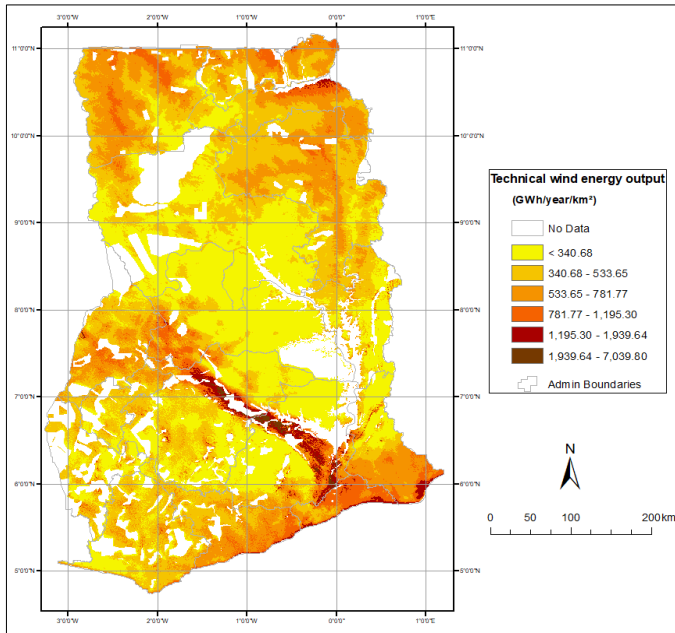 3°0'0"W 2°0'0"W 1°0'0"W 0°0'0" 1°0'0"E
11°0'0"N 11°0'0"N
10°0'0"N 10°0'0"N
9°0'0"N 9°0'0"N
8°0'0"N 8°0'0"N
7°0'0"N 7°0'0"N
6°0'0"N 6°0'0"N
5°0'0"N 5°0'0"N
3°0'0"W 2°0'0"W 1°0'0"W 0°0'0" 1°0'0"E
Technical wind energy output
(GWh/year/km²)
No Data
< 340.68
340.68 - 533.65
533.65 - 781.77
781.77 - 1,195.30
1,195.30 - 1,939.64
1,939.64 - 7,039.80
Admin Boundaries
N
0 50 100 200 km